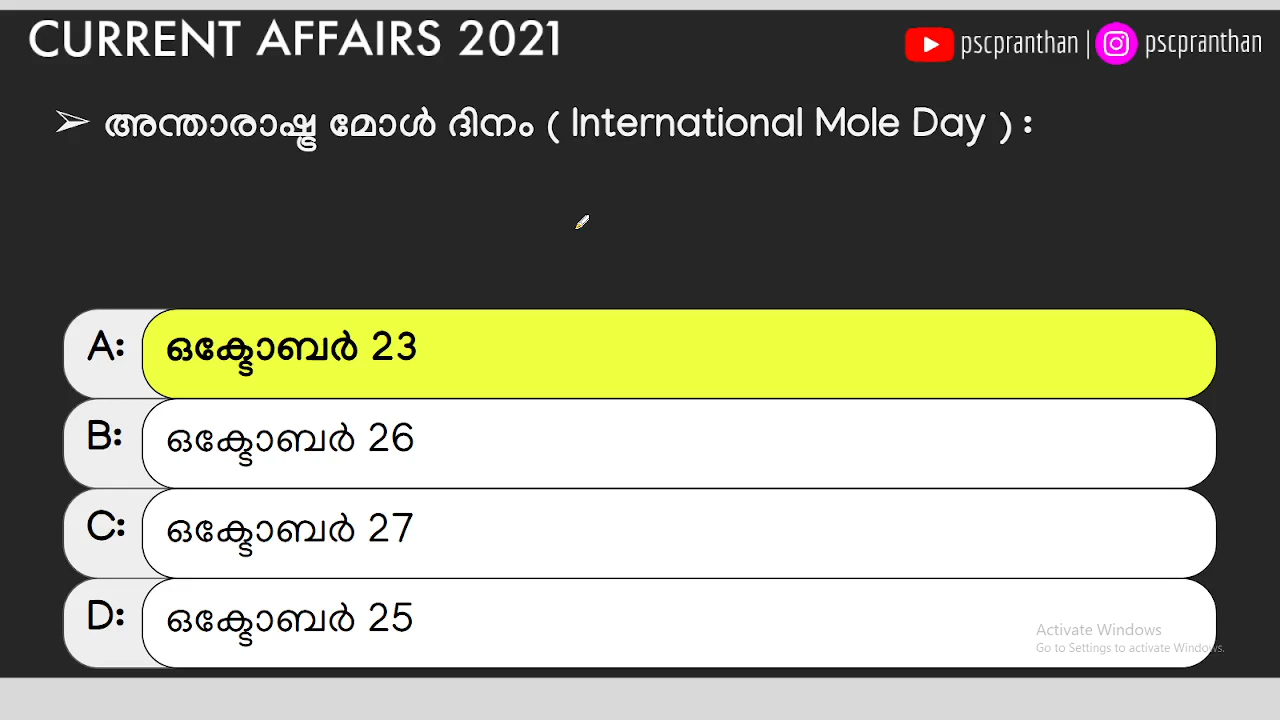 CURRENT AFFAIRS 2021
pscpranthan | pscpranthan
➢ അന്താരാഷ്ട്ര മോൾ ദിനം ( International Mole Day ) :
A: ഒക്ടോബർ 23
B: ഒക്ടോബർ 26
C: ഒക്ടോബർ 27
D: ഒക്ടോബർ 25
Activate Windows
Go to Settings to activate Windows.